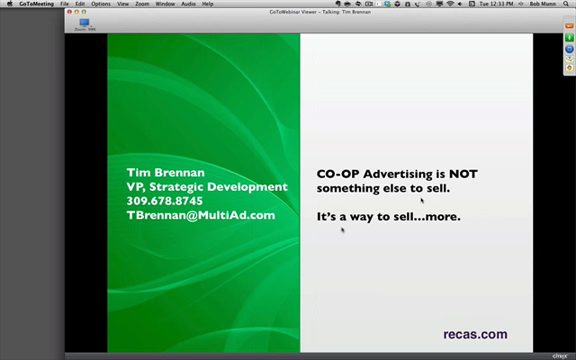 GoToMeeting File Edit Options View Zoom Window Audio Help
Tue 12:33 PM Bob Munn
GoToWebinar Viewer - Talking: Tim Brennan
Tim Brennan
VP, Strategic Development
309.678.8745
TBrennan@MultiAd.com
CO-OP Advertising is NOT
something else to sell.
It's a way to sell...more.
recas.com
citrix